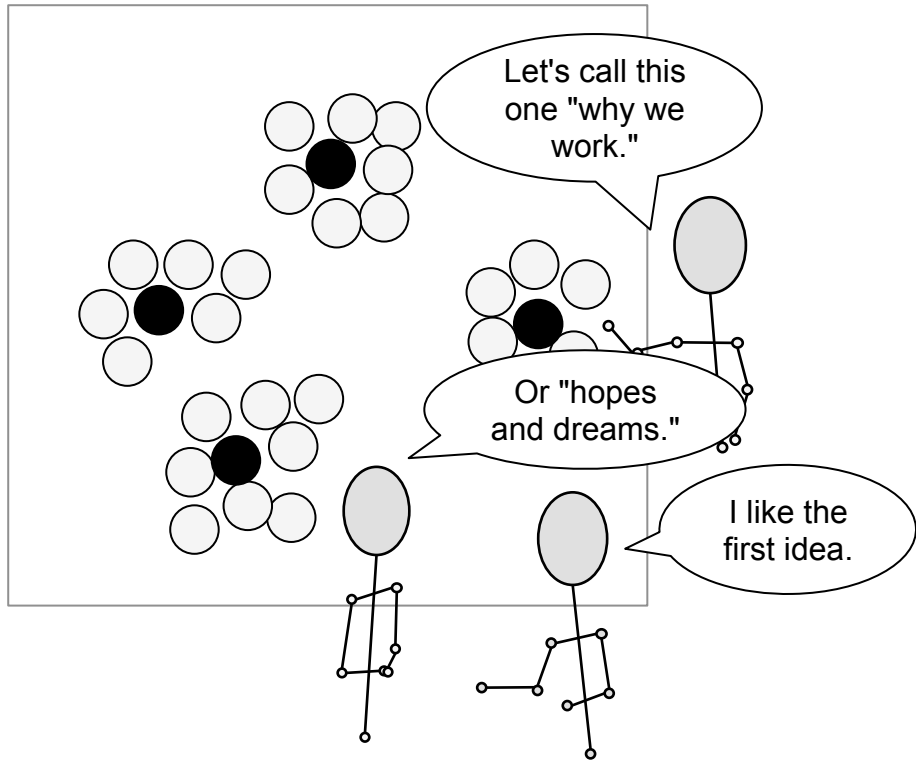 Let's call this
one "why we
work."
Or "hopes
and dreams."
I like the
first idea.